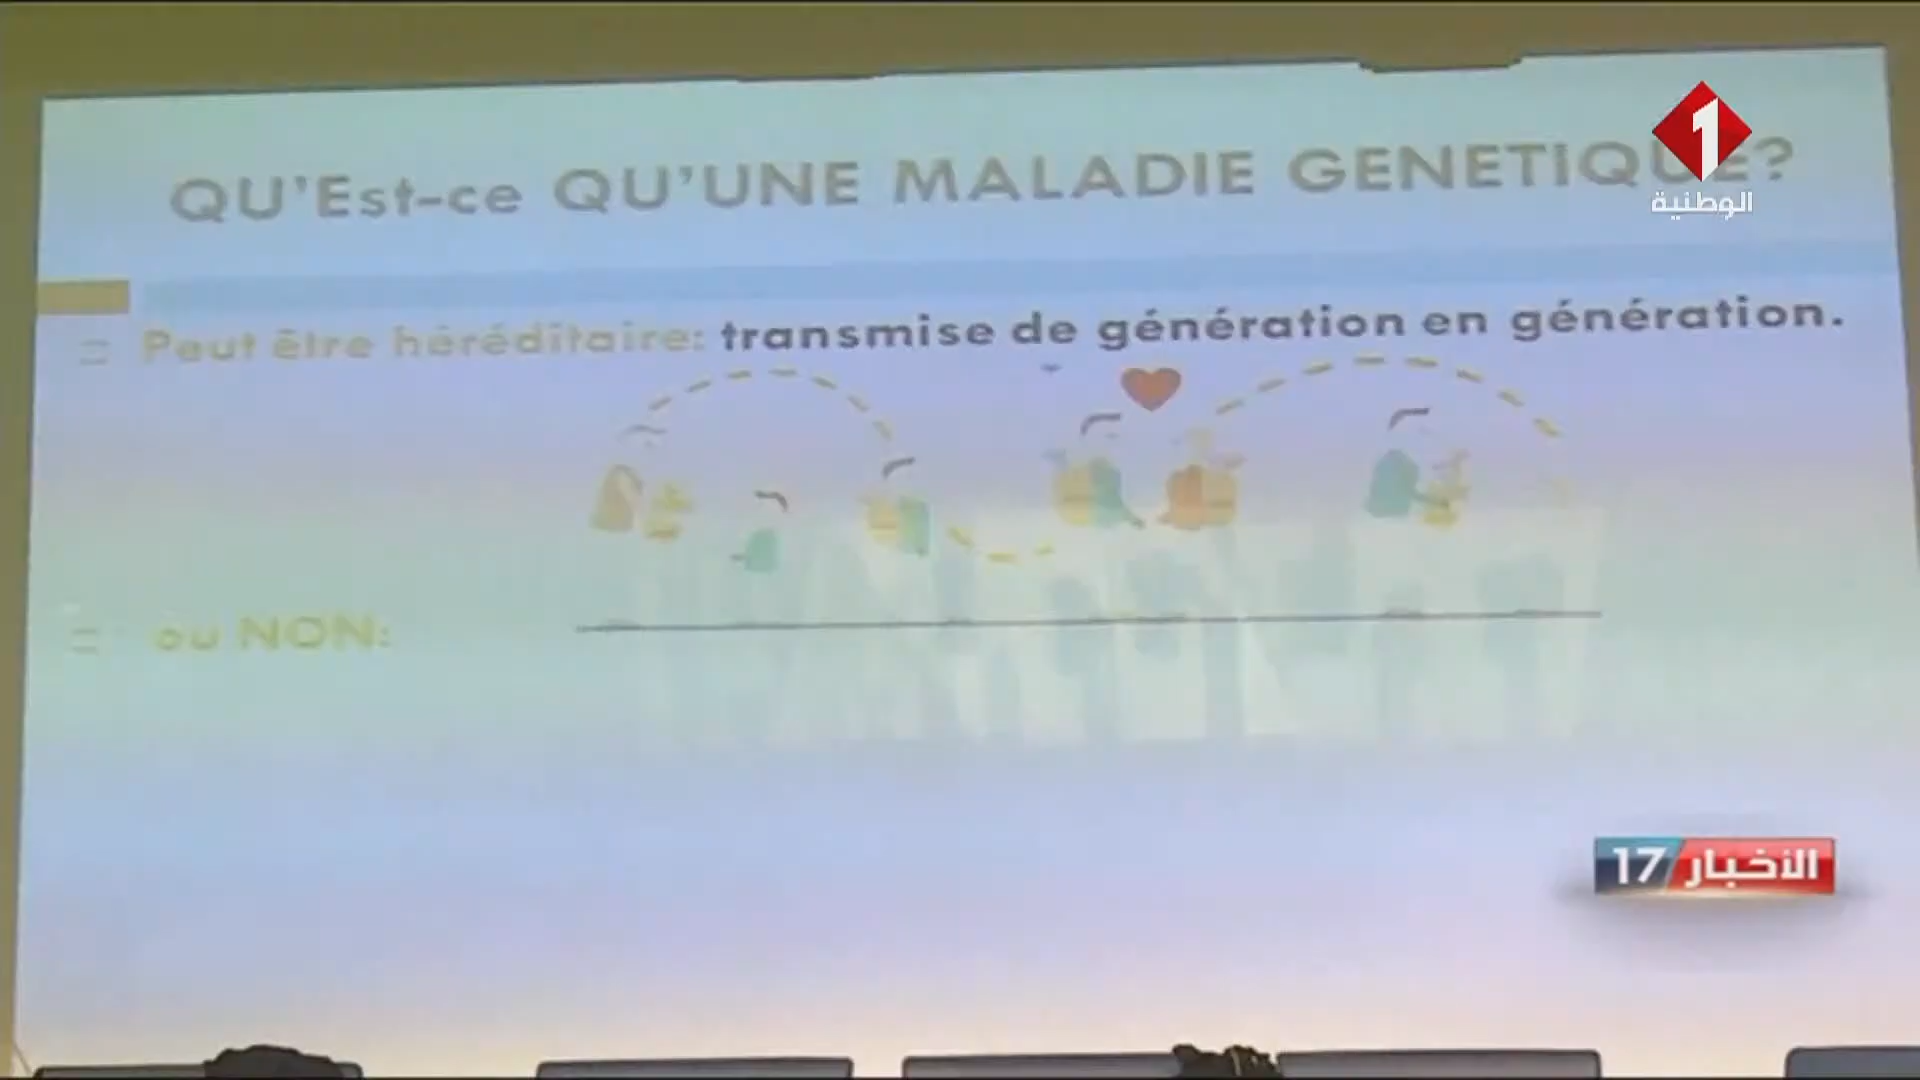 QU'Est-ce QU'UNE MALADIE GENETIQUE?
1
الوطنية
Peut être héréditaire: transmise de génération en génération.
ou NON:
الأخبار 17